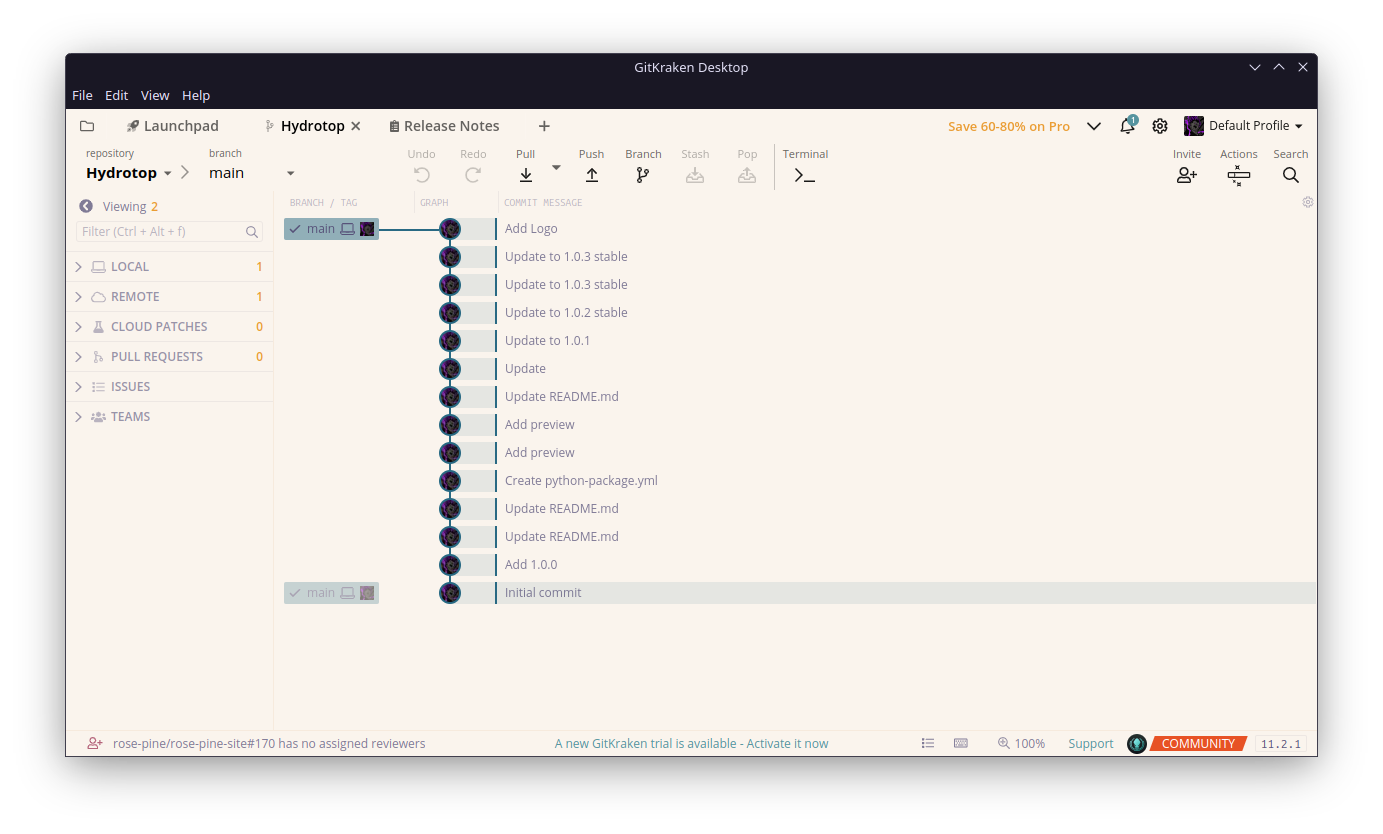 GitKraken Desktop
File Edit View Help
Launchpad Hydrotop Release Notes Save 60-80% on Pro 1 Default Profile
repository branch Undo Redo Pull Push Branch Stash Pop Terminal Invite Actions Search
Hydrotop main
Viewing 2
BRANCH / TAG GRAPH COMMIT MESSAGE
Filter (Ctrl + Alt + f)
LOCAL 1
REMOTE 1
CLOUD PATCHES 0
PULL REQUESTS 0
ISSUES
TEAMS
main Add Logo
Update to 1.0.3 stable
Update to 1.0.3 stable
Update to 1.0.2 stable
Update to 1.0.1
Update
Update README.md
Add preview
Add preview
Create python-package.yml
Update README.md
Update README.md
Add 1.0.0
main Initial commit
rose-pine/rose-pine-site#170 has no assigned reviewers A new GitKraken trial is available - Activate it now 100% Support COMMUNITY 11.2.1